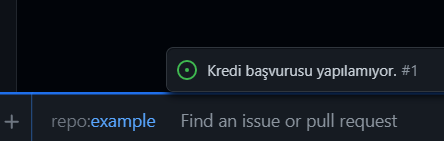 Kredi başvurusu yapılamıyor. #1
+ repo:example Find an issue or pull request